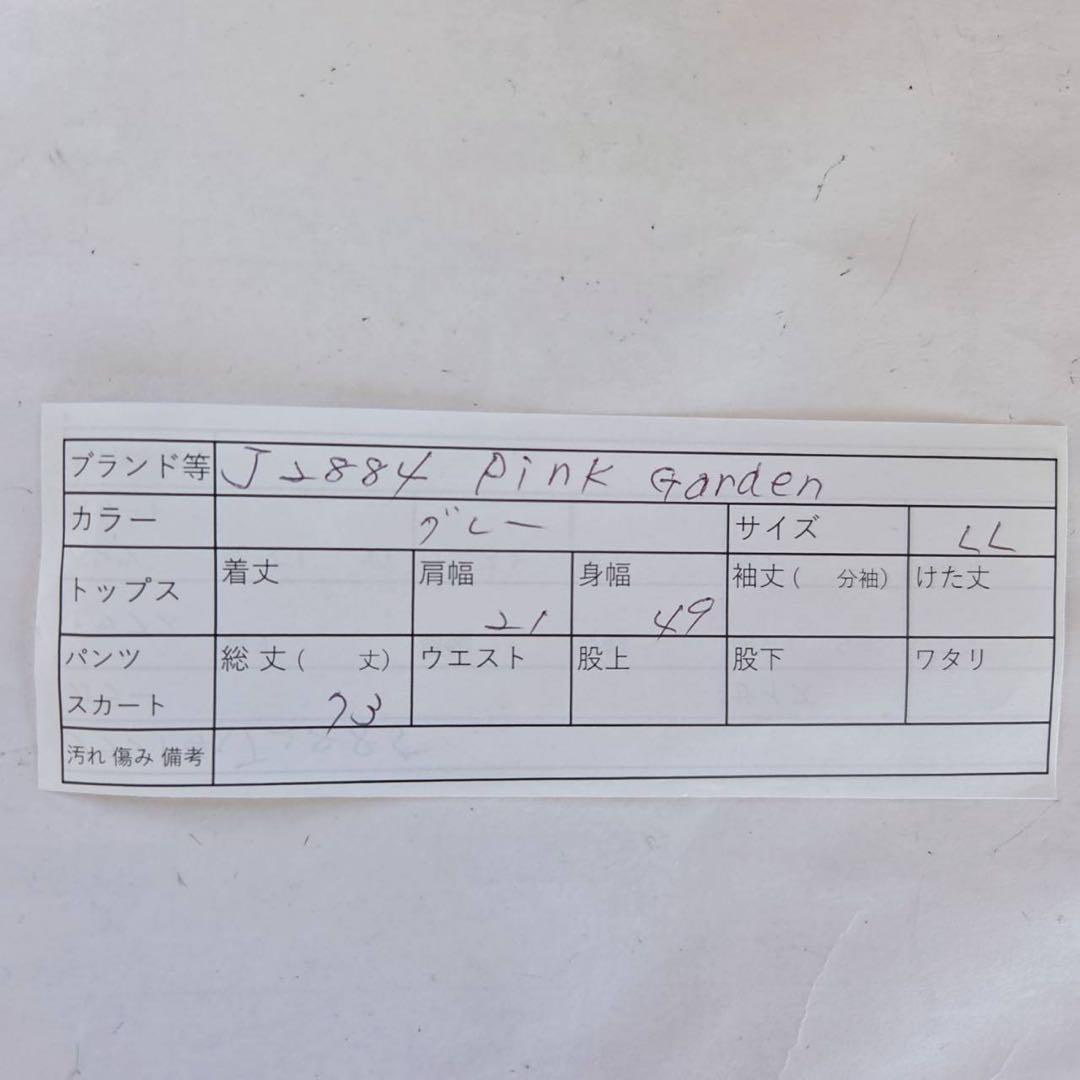 ブランド等 J2884 Pink Garden
カラー グレー サイズ LL
トップス 着丈 肩幅 21 身幅 49 袖丈( 分袖) けた丈
パンツ スカート 総丈( 丈) 73 ウエスト 股上 股下 ワタリ
汚れ 傷み 備考